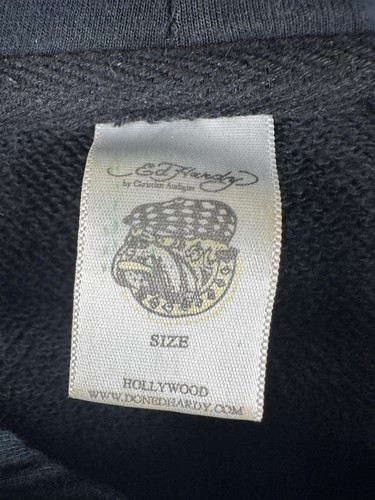 Ed Hardy
by Christian Audigier
SIZE
HOLLYWOOD
WWW.DONEDHARDY.COM